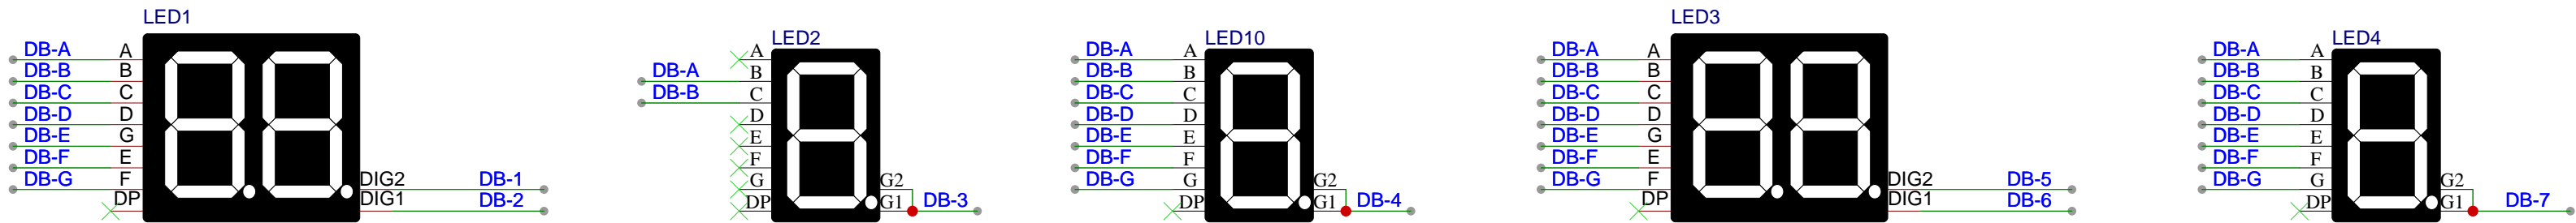 LED1
DB-A A
DB-B B
DB-C C
DB-D D
DB-E G
DB-F E
DB-G F
DP
DIG2 DB-1
DIG1 DB-2
LED2
A
DB-A B
DB-B C
D
E
F
G
DP
G2
G1 DB-3
LED10
DB-A A
DB-B B
DB-C C
DB-D D
DB-E E
DB-F F
DB-G G
DP
G2
G1 DB-4
LED3
DB-A A
DB-B B
DB-C C
DB-D D
DB-E G
DB-F E
DB-G F
DP
DIG2 DB-5
DIG1 DB-6
LED4
DB-A A
DB-B B
DB-C C
DB-D D
DB-E E
DB-F F
DB-G G
DP
G2
G1 DB-7